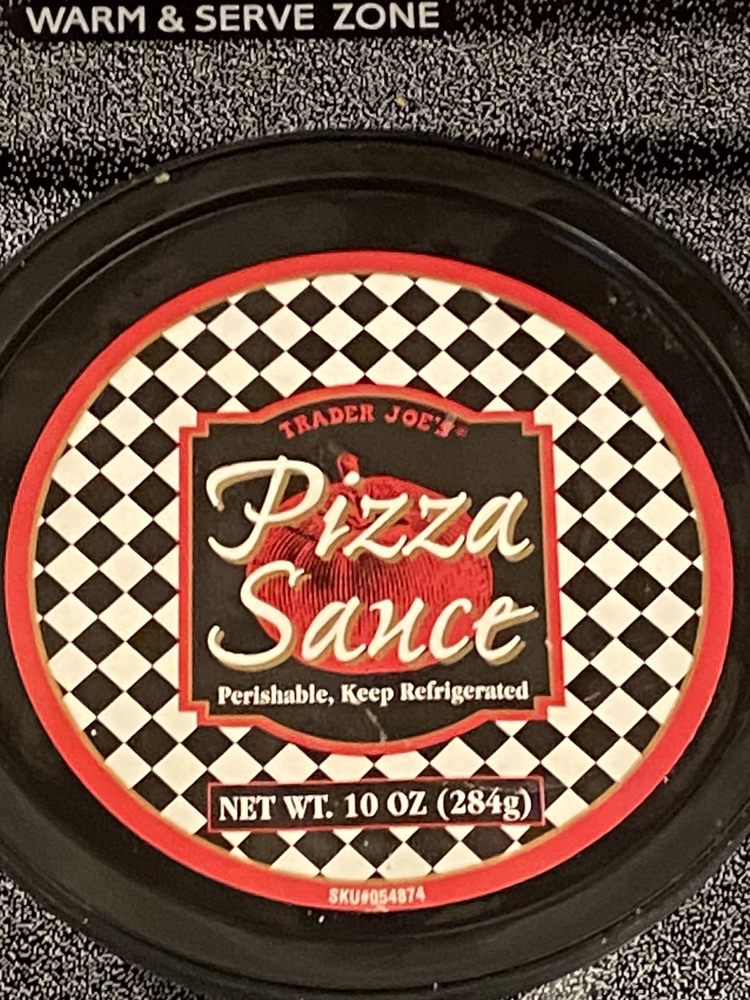 WARM & SERVE ZONE
TRADER JOE'S®
Pizza
Sauce
Perishable, Keep Refrigerated
NET WT. 10 OZ (284g)
SKU#054874